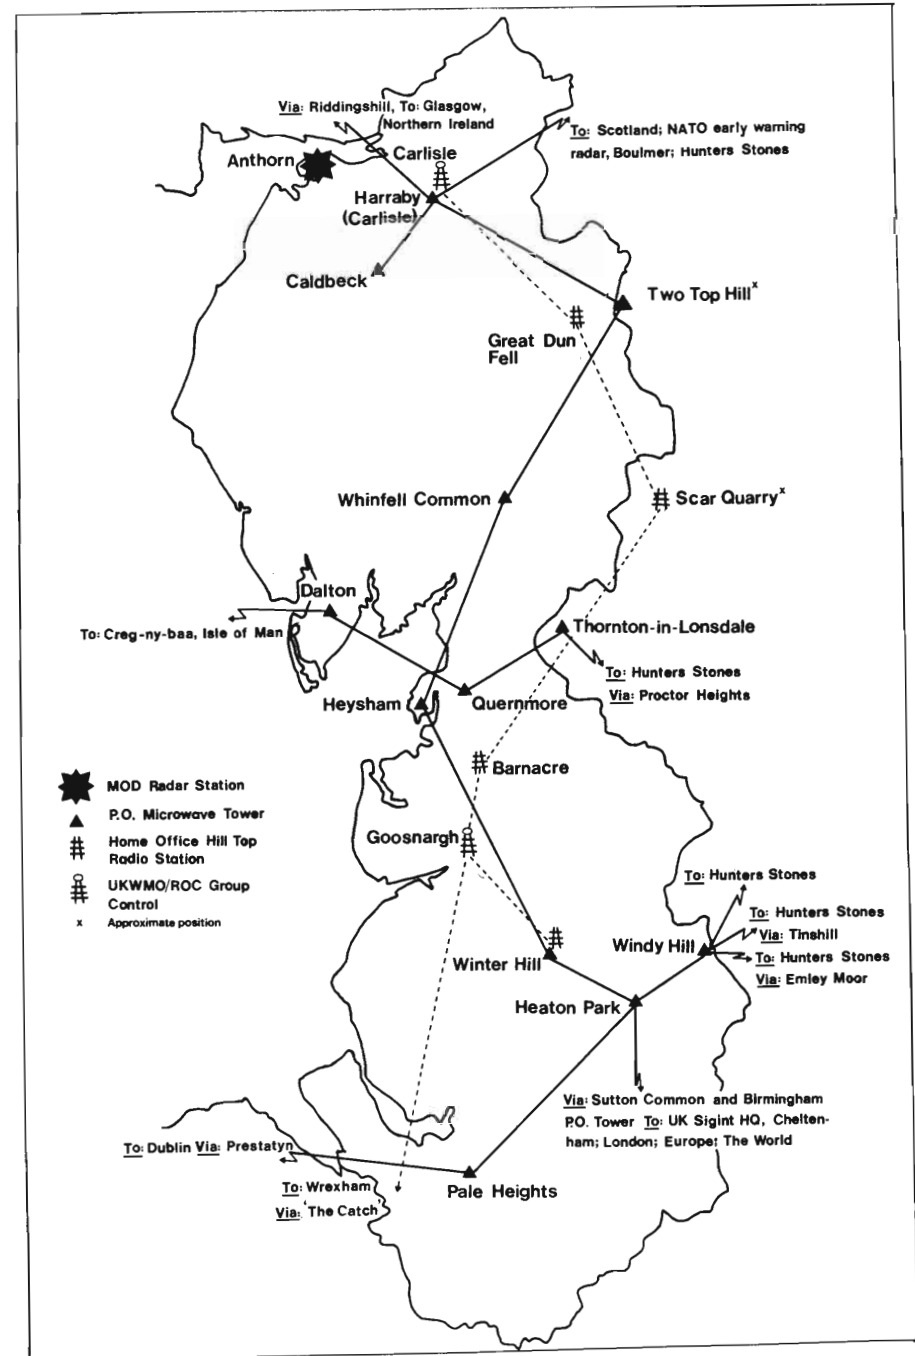 Via: Riddingshill, To: Glasgow,
Northern Ireland
To: Scotland; NATO early warning
radar, Boulmer; Hunters Stones
Anthorn
Carlisle
Harraby
(Carlisle)
Caldbeck
Two Top Hill x
Great Dun
Fell
Whinfell Common
Scar Quarry x
Dalton
To: Creg-ny-baa, Isle of Man
Thornton-in-Lonsdale
To: Hunters Stones
Via: Proctor Heights
Heysham
Quernmore
Barnacre
MOD Radar Station
P.O. Microwave Tower
Home Office Hill Top
Radio Station
UKWMO/ROC Group
Control
x Approximate position
Goosnargh
To: Hunters Stones
To: Hunters Stones
Via: Tinshill
Windy Hill
To: Hunters Stones
Via: Emley Moor
Winter Hill
Heaton Park
Via: Sutton Common and Birmingham
P.O. Tower To: UK Sigint HQ, Chelten-
ham; London; Europe; The World
To: Dublin Via: Prestatyn
To: Wrexham
Via: 'The Catch'
Pale Heights